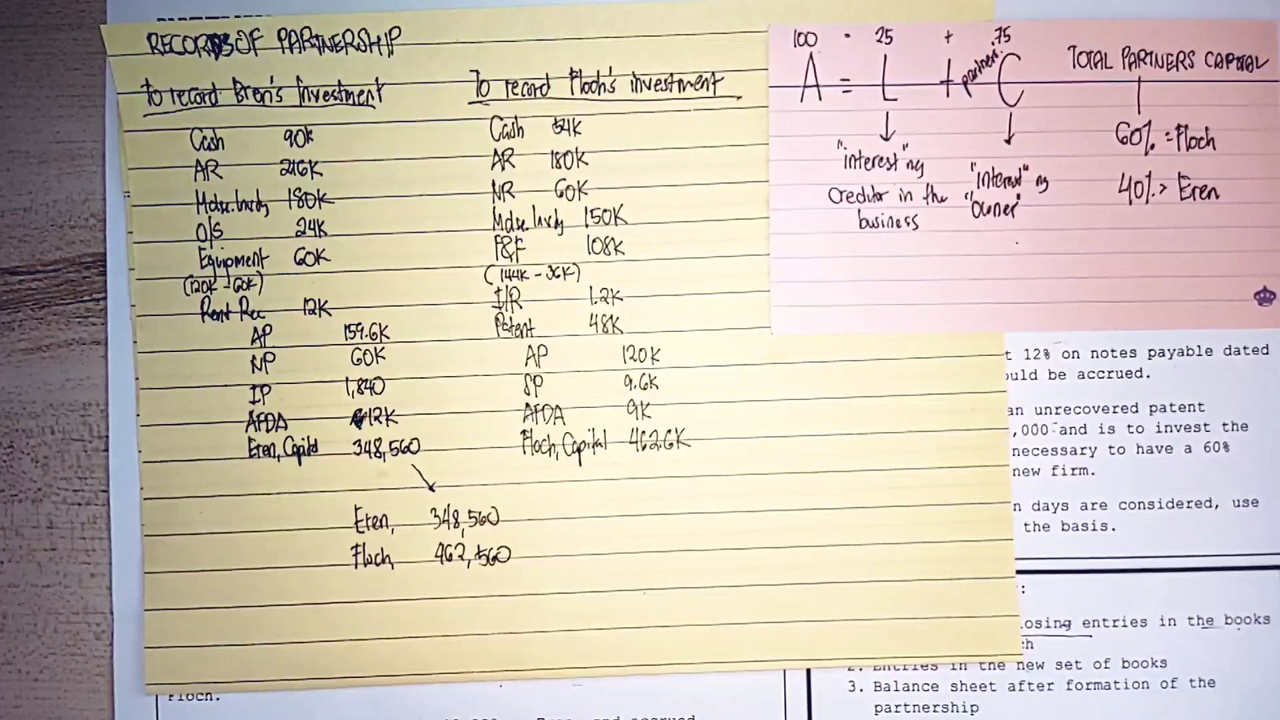 RECORDS OF PARTNERSHIP
To record Eren's Investment
Cash 90K
AR 216K
Mdse. Invty 180K
O/S 24K
Equipment 60K
(120K - 60K)
Rent Rec 12K
AP 159.6K
NP 60K
IP 1,840
AFDA 12K
Eren, Capital 348,560
Eren, 348,560
Floch, 462,560
To record Floch's investment
Cash 54K
AR 180K
NR 60K
Mdse. Invty 150K
F&F 108K
(144K - 36K)
I/R 1.2K
Patent 48K
AP 120K
SP 9.6K
AFDA 9K
Floch, Capital 462.6K
100 = 25 + 75
A = L + C
partners'
"interest" ng
creditor in the
business
"interest" ng
"owner"
TOTAL PARTNERS CAPITAL
60% = Floch
40% = Eren
t 12% on notes payable dated
uld be accrued.
an unrecovered patent
,000 and is to invest the
necessary to have a 60%
new firm.
n days are considered, use
the basis.
:
losing entries in the books
ch
2. Entries in the new set of books
3. Balance sheet after formation of the
partnership
Floch.